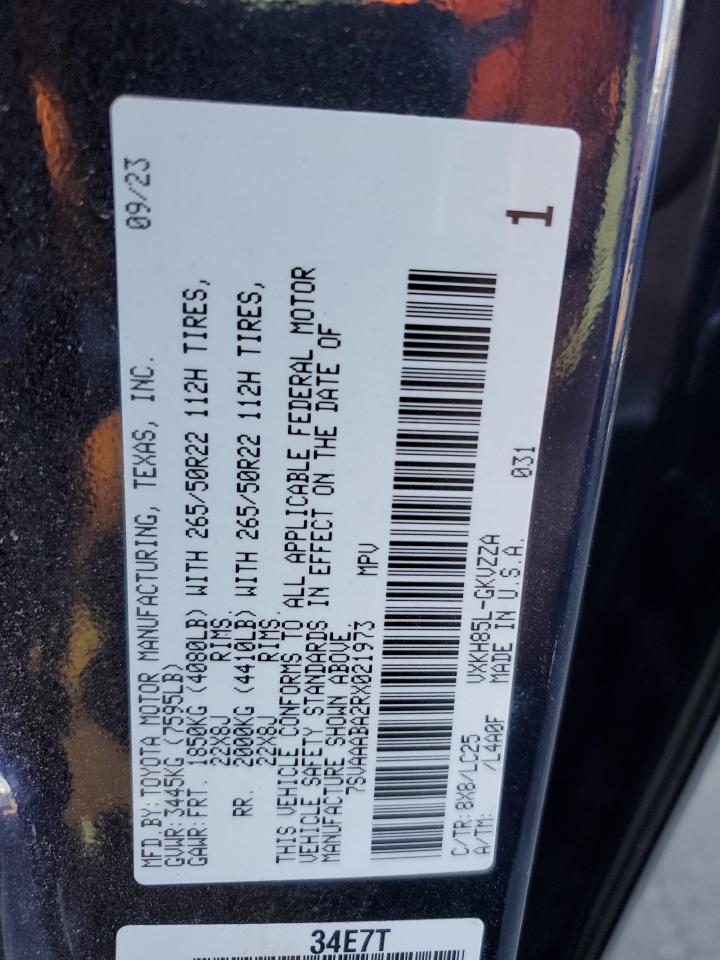 09/23
MFD.BY:TOYOTA MOTOR MANUFACTURING, TEXAS, INC.
GVWR:3445KG (7595LB)
GAWR:FRT. 1850KG (4080LB) WITH 265/50R22 112H TIRES,
22X8J RIMS.
RR. 2000KG (4410LB) WITH 265/50R22 112H TIRES,
22X8J RIMS.
THIS VEHICLE CONFORMS TO ALL APPLICABLE FEDERAL MOTOR
VEHICLE SAFETY STANDARDS IN EFFECT ON THE DATE OF
MANUFACTURE SHOWN ABOVE.
7SVAAABA2RX021973 MPV
C/TR:8X8/LC25 VXKH85L-GKVZZA 031
A/TM: /L4A0F MADE IN U.S.A.
1
34E7T